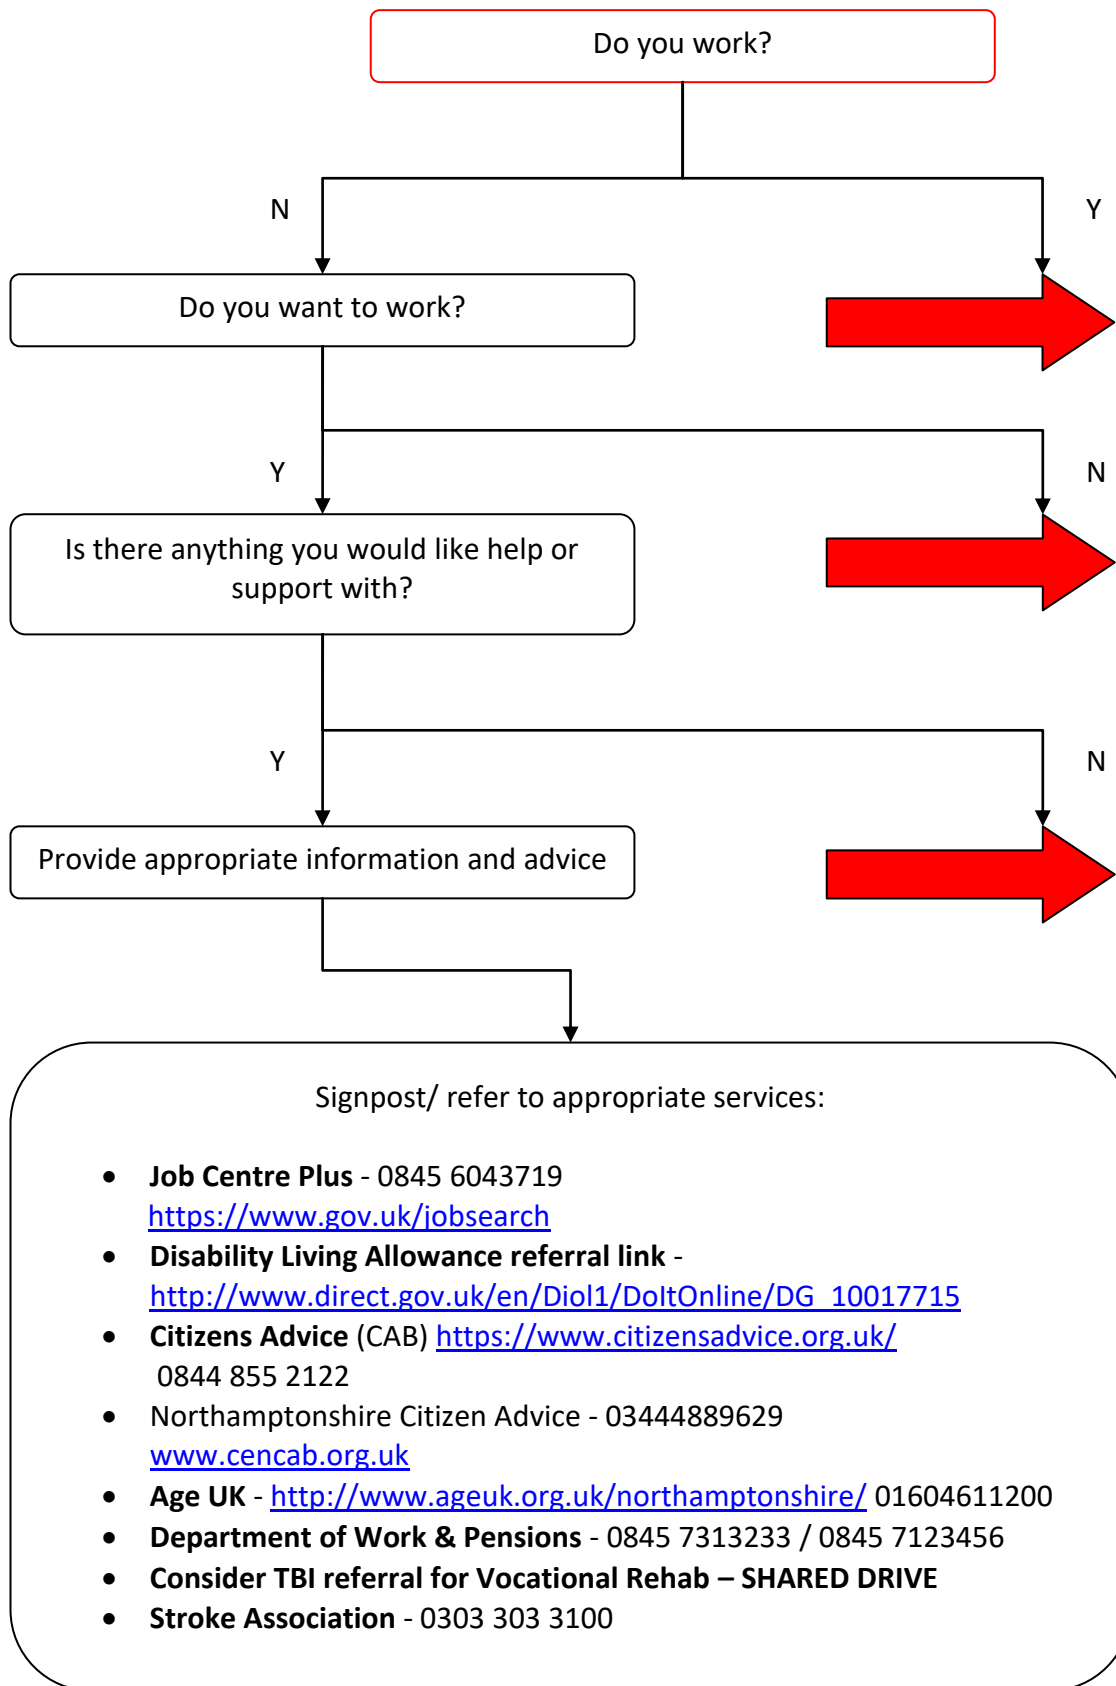 Do you work?
N
Y
Do you want to work?
Y
N
Is there anything you would like help or
support with?
Y
N
Provide appropriate information and advice
Signpost/ refer to appropriate services:
• Job Centre Plus - 0845 6043719
https://www.gov.uk/jobsearch
• Disability Living Allowance referral link -
http://www.direct.gov.uk/en/Diol1/DoItOnline/DG_10017715
• Citizens Advice (CAB) https://www.citizensadvice.org.uk/
0844 855 2122
• Northamptonshire Citizen Advice - 03444889629
www.cencab.org.uk
• Age UK - http://www.ageuk.org.uk/northamptonshire/ 01604611200
• Department of Work & Pensions - 0845 7313233 / 0845 7123456
• Consider TBI referral for Vocational Rehab – SHARED DRIVE
• Stroke Association - 0303 303 3100